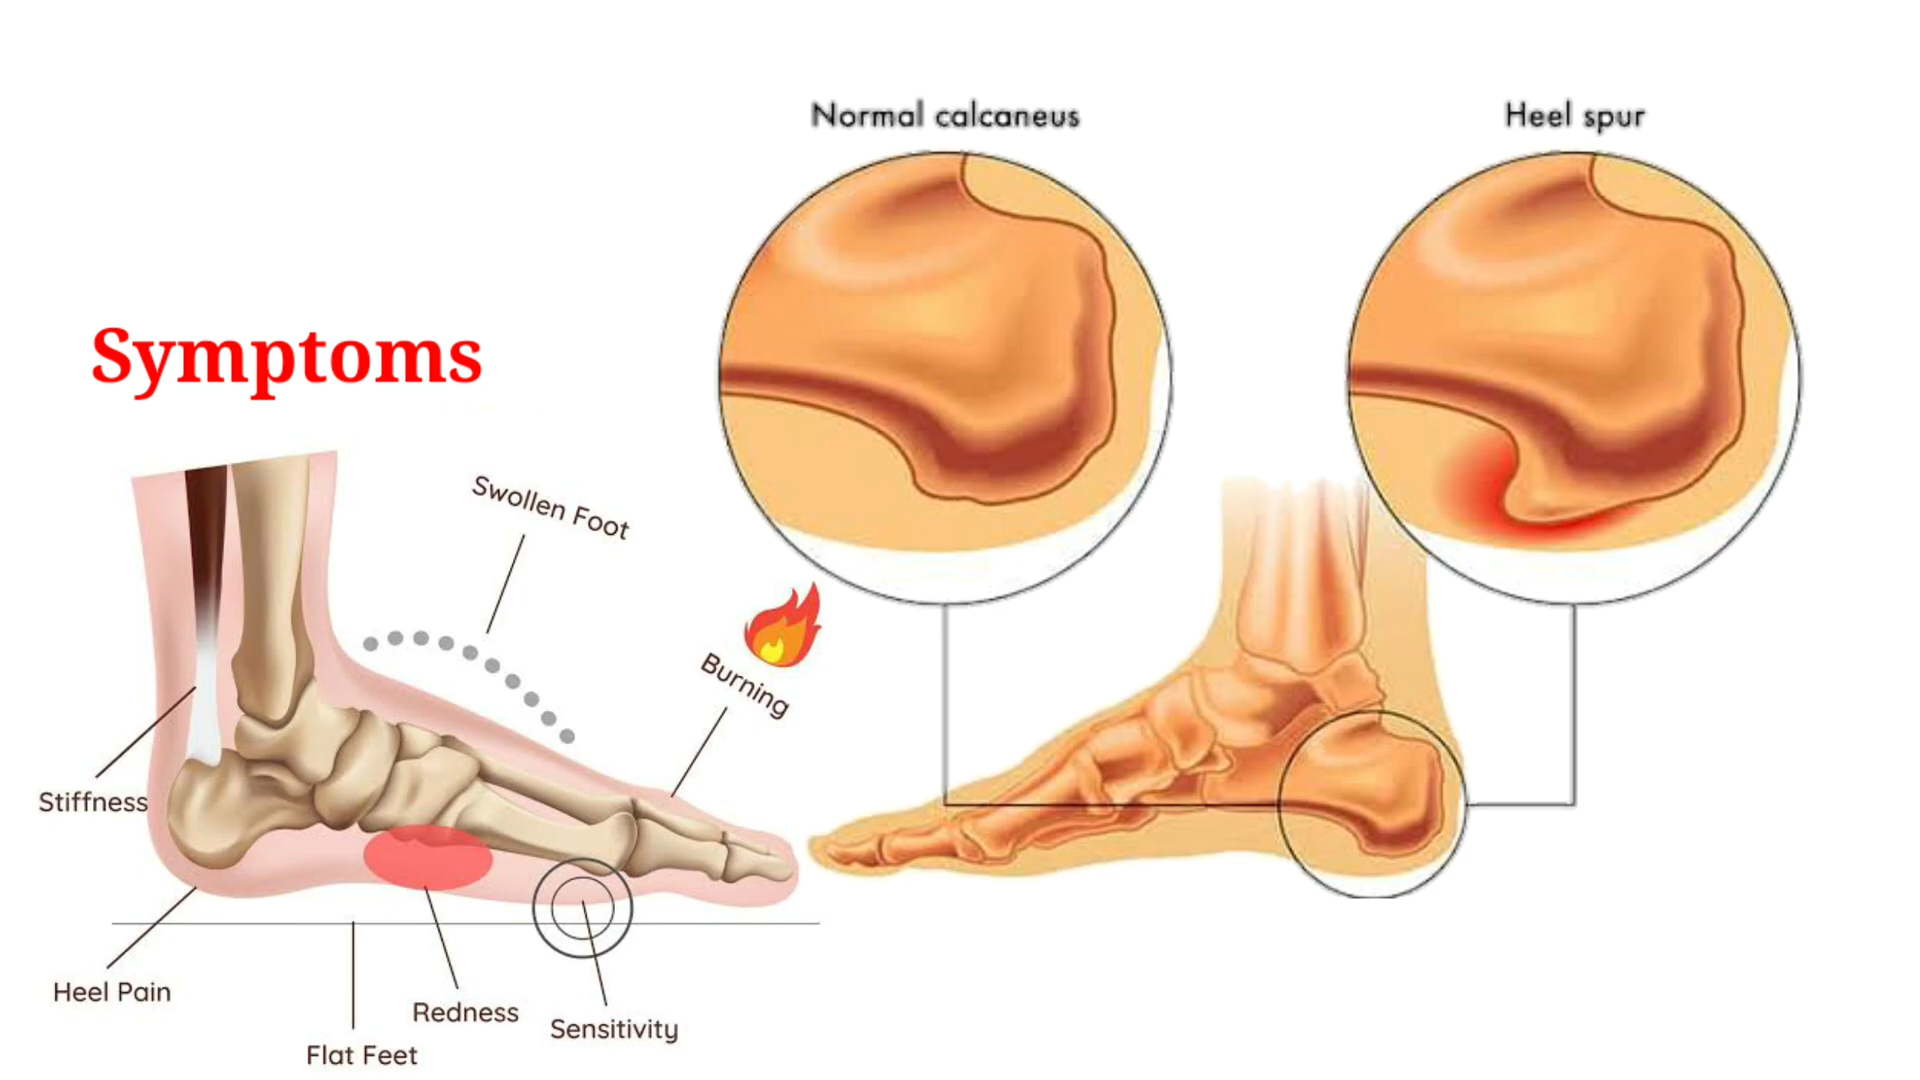 Normal calcaneus
Heel spur
Symptoms
Swollen Foot
Burning
Stiffness
Heel Pain
Redness
Sensitivity
Flat Feet